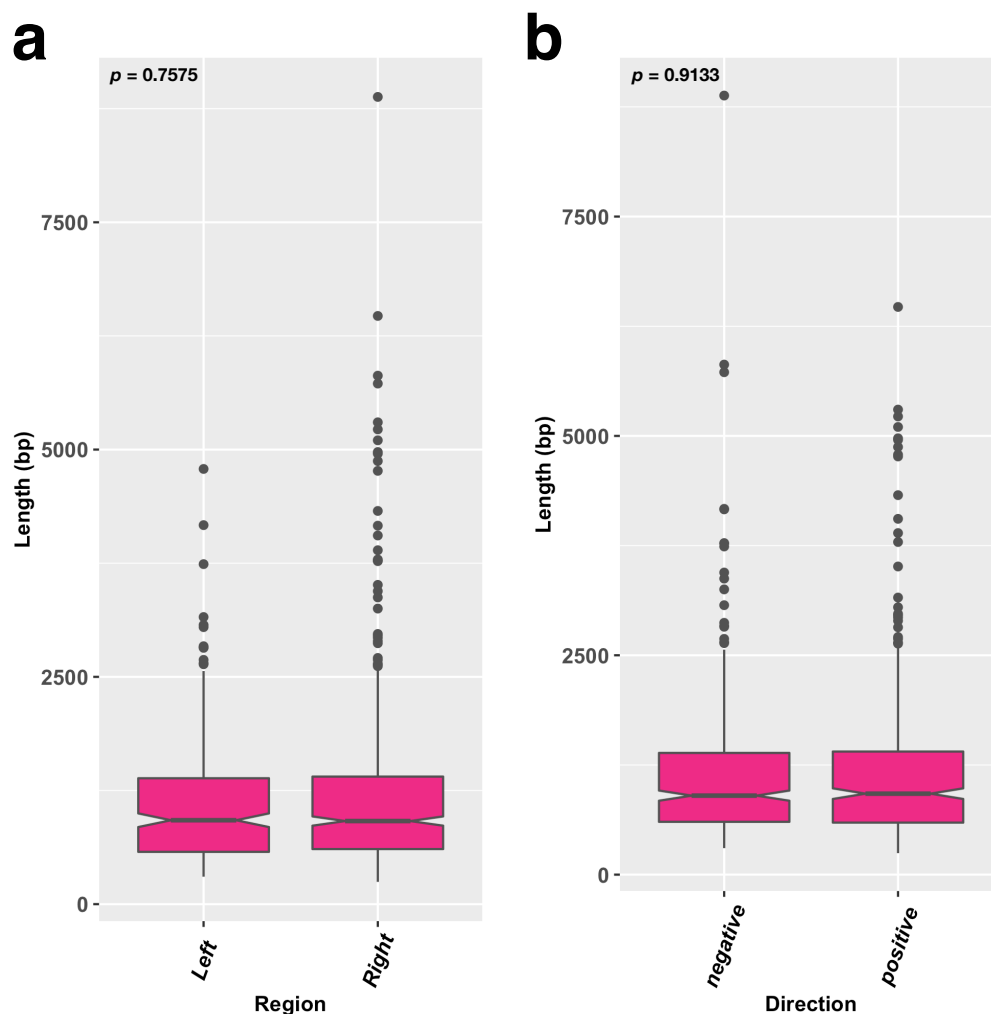 a
p = 0.7575
7500
5000
2500
0
Length (bp)
Left
Right
Region
b
p = 0.9133
7500
5000
2500
0
Length (bp)
negative
positive
Direction